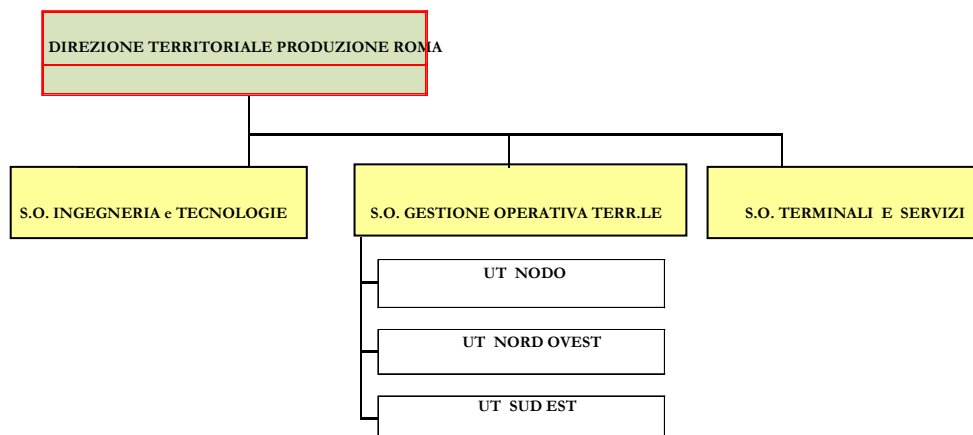 DIREZIONE TERRITORIALE PRODUZIONE ROMA
S.O. INGEGNERIA e TECNOLOGIE
S.O. GESTIONE OPERATIVA TERR.LE
S.O. TERMINALI E SERVIZI
UT NODO
UT NORD OVEST
UT SUD EST